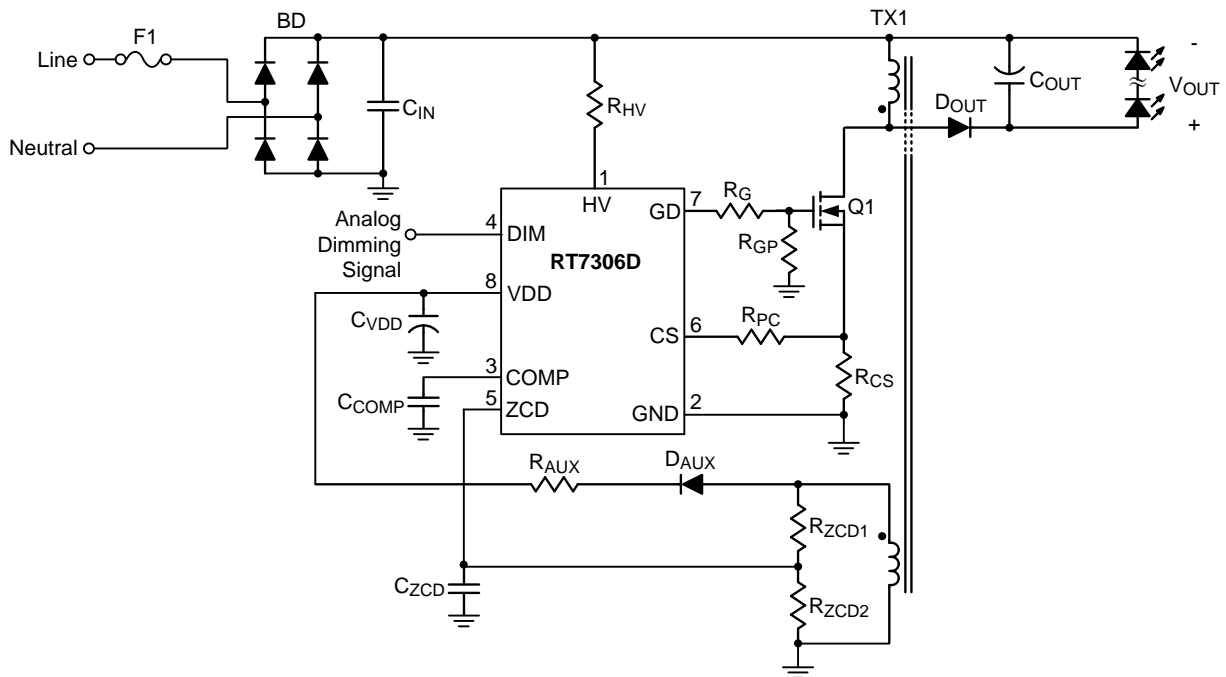 BD
TX1
F1
Line
Neutral
CIN
RHV
COUT
DOUT
-
VOUT
+
1
HV
7
GD
RG
Q1
RGP
Analog
Dimming
Signal
4
DIM
RT7306D
8
VDD
CVDD
6
CS
RPC
RCS
3
COMP
CCOMP
5
ZCD
2
GND
RAUX
DAUX
RZCD1
CZCD
RZCD2